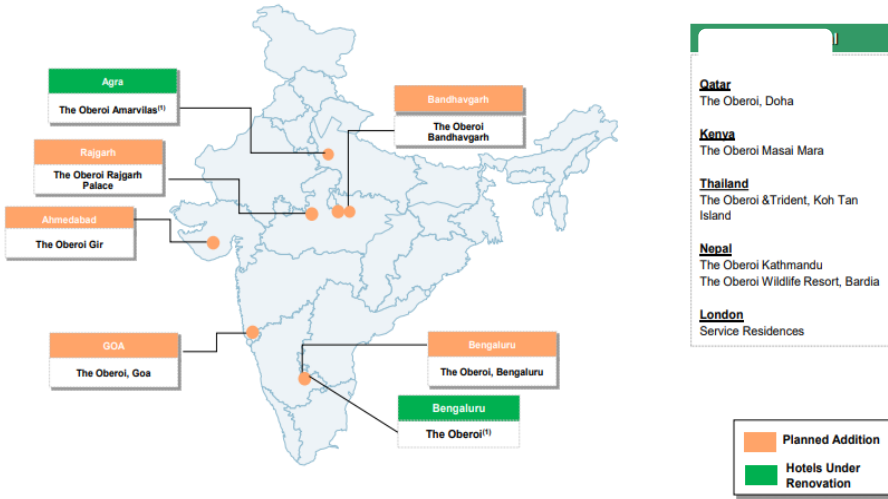 Agra
The Oberoi Amarvilas(1)
Bandhavgarh
The Oberoi
Bandhavgarh
Rajgarh
The Oberoi Rajgarh
Palace
Ahmedabad
The Oberoi Gir
GOA
The Oberoi, Goa
Bengaluru
The Oberoi, Bengaluru
Bengaluru
The Oberoi(1)
Qatar
The Oberoi, Doha
Kenya
The Oberoi Masai Mara
Thailand
The Oberoi &Trident, Koh Tan
Island
Nepal
The Oberoi Kathmandu
The Oberoi Wildlife Resort, Bardia
London
Service Residences
Planned Addition
Hotels Under
Renovation